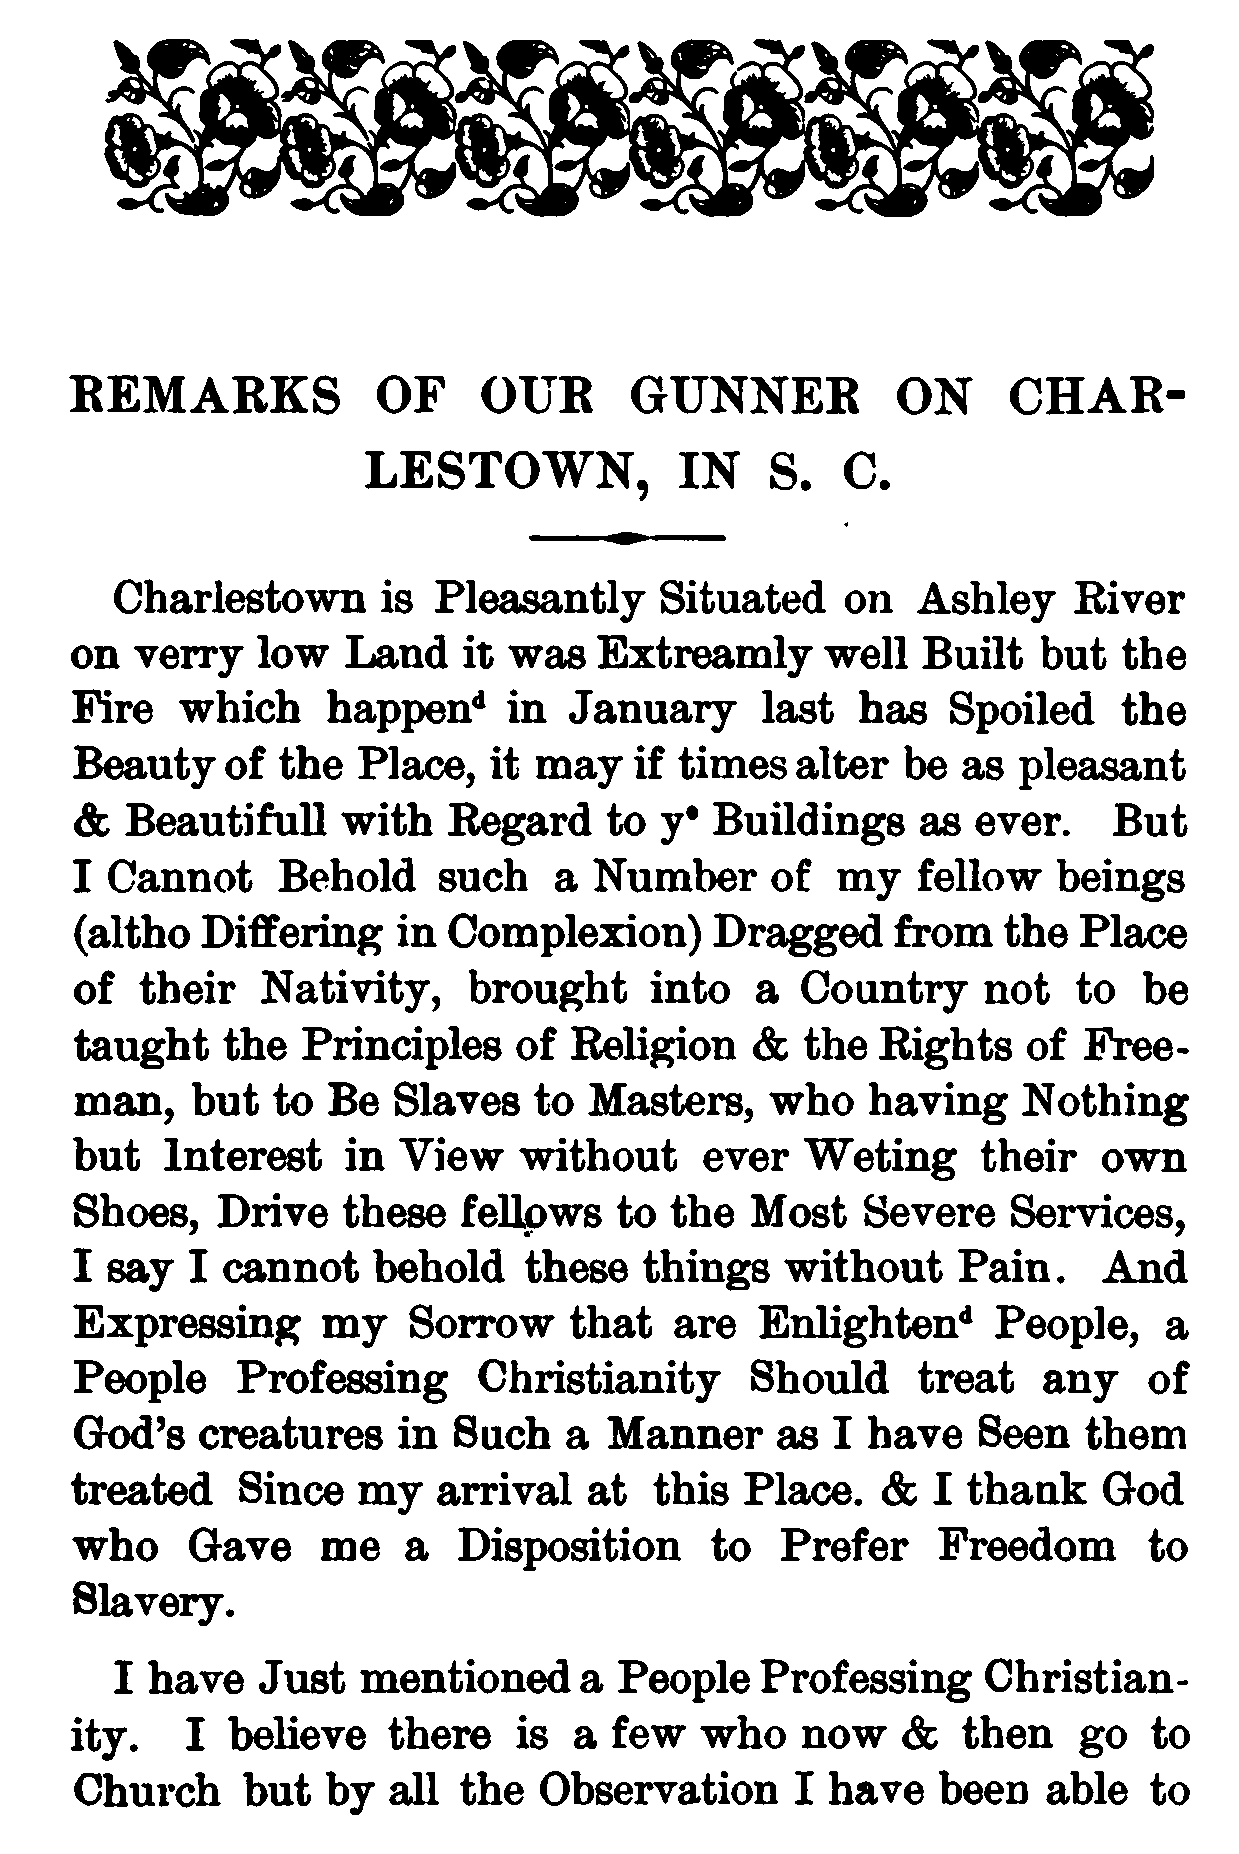 REMARKS OF OUR GUNNER ON CHAR-
LESTOWN, IN S. C.
Charlestown is Pleasantly Situated on Ashley River
on verry low Land it was Extreamly well Built but the
Fire which happenᵈ in January last has Spoiled the
Beauty of the Place, it may if times alter be as pleasant
& Beautifull with Regard to yᵉ Buildings as ever. But
I Cannot Behold such a Number of my fellow beings
(altho Differing in Complexion) Dragged from the Place
of their Nativity, brought into a Country not to be
taught the Principles of Religion & the Rights of Free-
man, but to Be Slaves to Masters, who having Nothing
but Interest in View without ever Weting their own
Shoes, Drive these fellows to the Most Severe Services,
I say I cannot behold these things without Pain. And
Expressing my Sorrow that are Enlightenᵈ People, a
People Professing Christianity Should treat any of
God's creatures in Such a Manner as I have Seen them
treated Since my arrival at this Place. & I thank God
who Gave me a Disposition to Prefer Freedom to
Slavery.
I have Just mentioned a People Professing Christian-
ity. I believe there is a few who now & then go to
Church but by all the Observation I have been able to